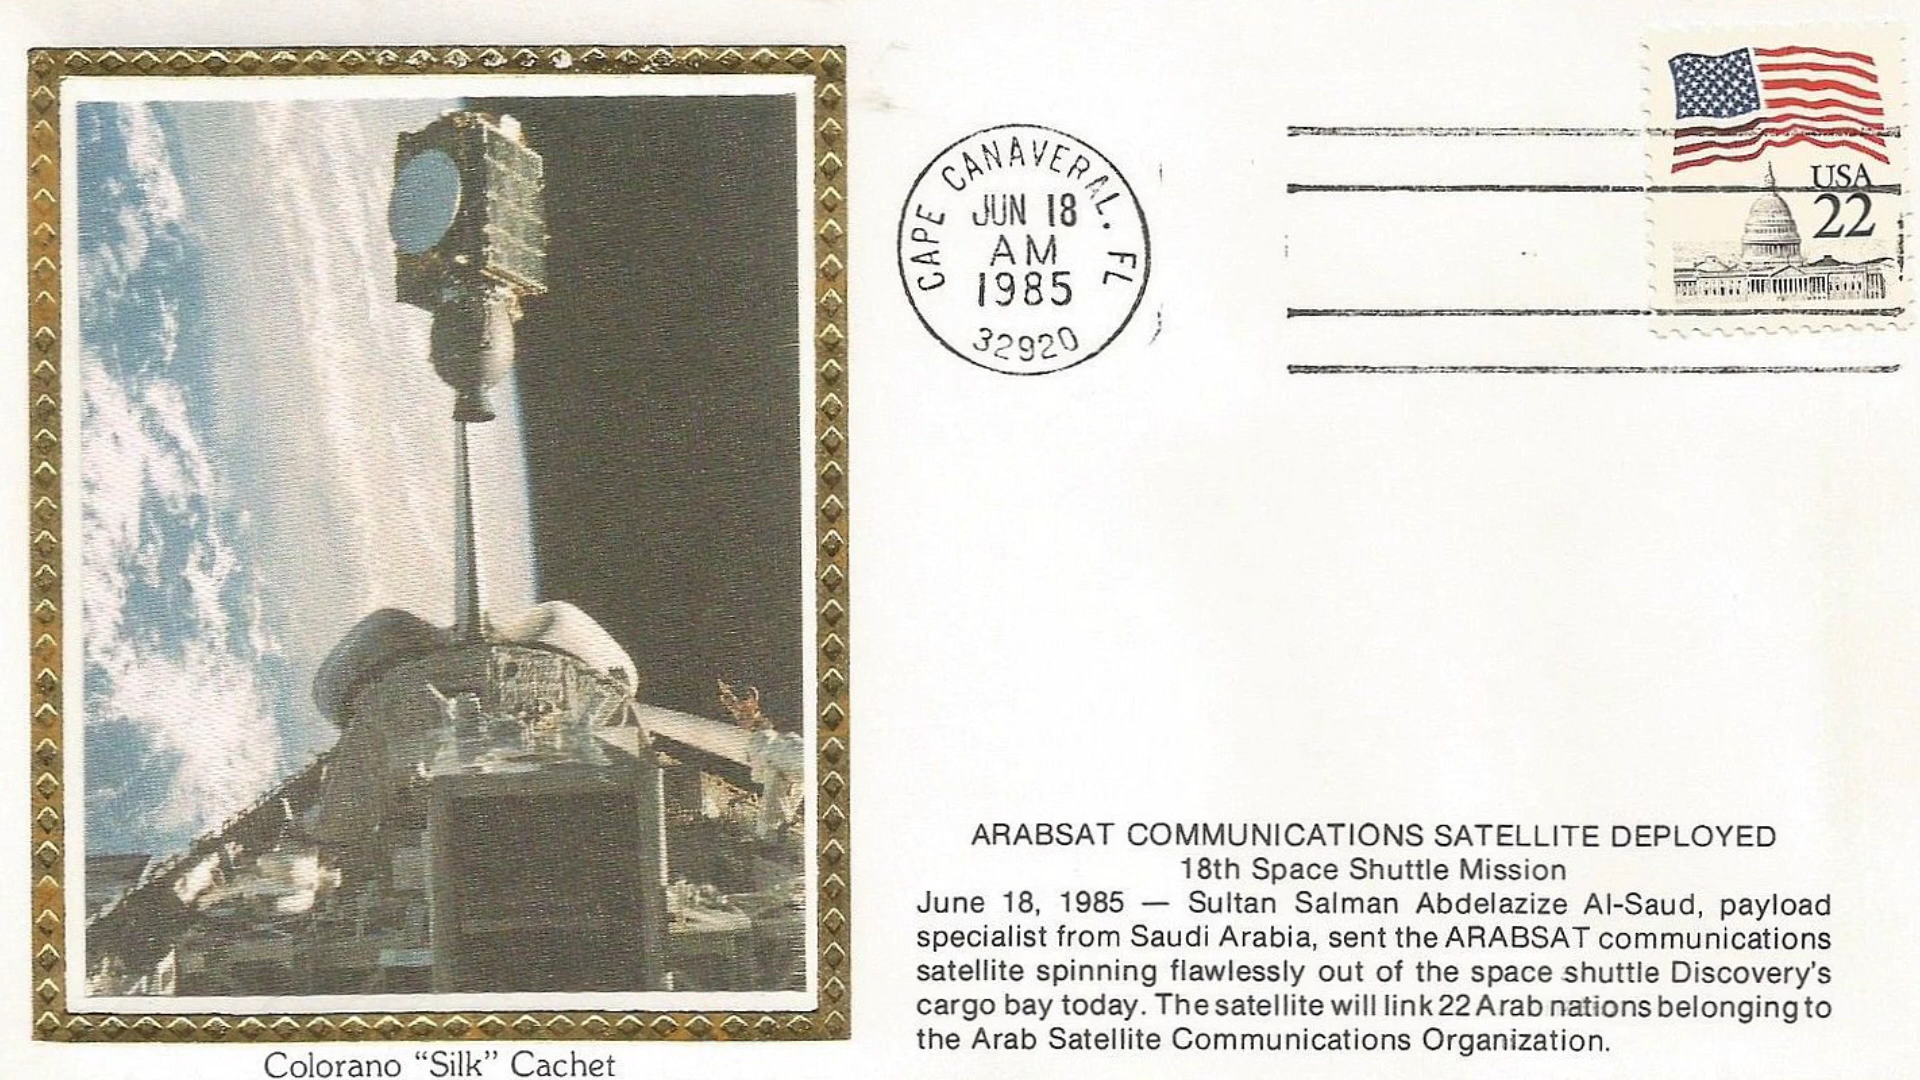 CAPE CANAVERAL, FL
JUN 18
AM
1985
32920
USA
22
ARABSAT COMMUNICATIONS SATELLITE DEPLOYED
18th Space Shuttle Mission
June 18, 1985 — Sultan Salman Abdelazize Al-Saud, payload
specialist from Saudi Arabia, sent the ARABSAT communications
satellite spinning flawlessly out of the space shuttle Discovery's
cargo bay today. The satellite will link 22 Arab nations belonging to
the Arab Satellite Communications Organization.
Colorano “Silk” Cachet